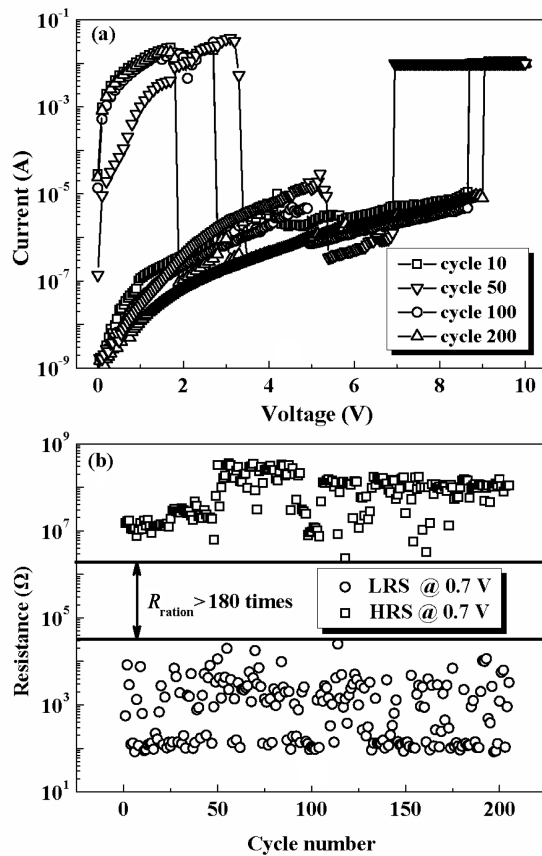 (a)
10⁻¹
10⁻³
10⁻⁵
10⁻⁷
10⁻⁹
Current (A)
cycle 10
cycle 50
cycle 100
cycle 200
0 2 4 6 8 10
Voltage (V)
(b)
10⁹
10⁷
10⁵
10³
10¹
Resistance (Ω)
R_ration>180 times
LRS @ 0.7 V
HRS @ 0.7 V
0 50 100 150 200
Cycle number